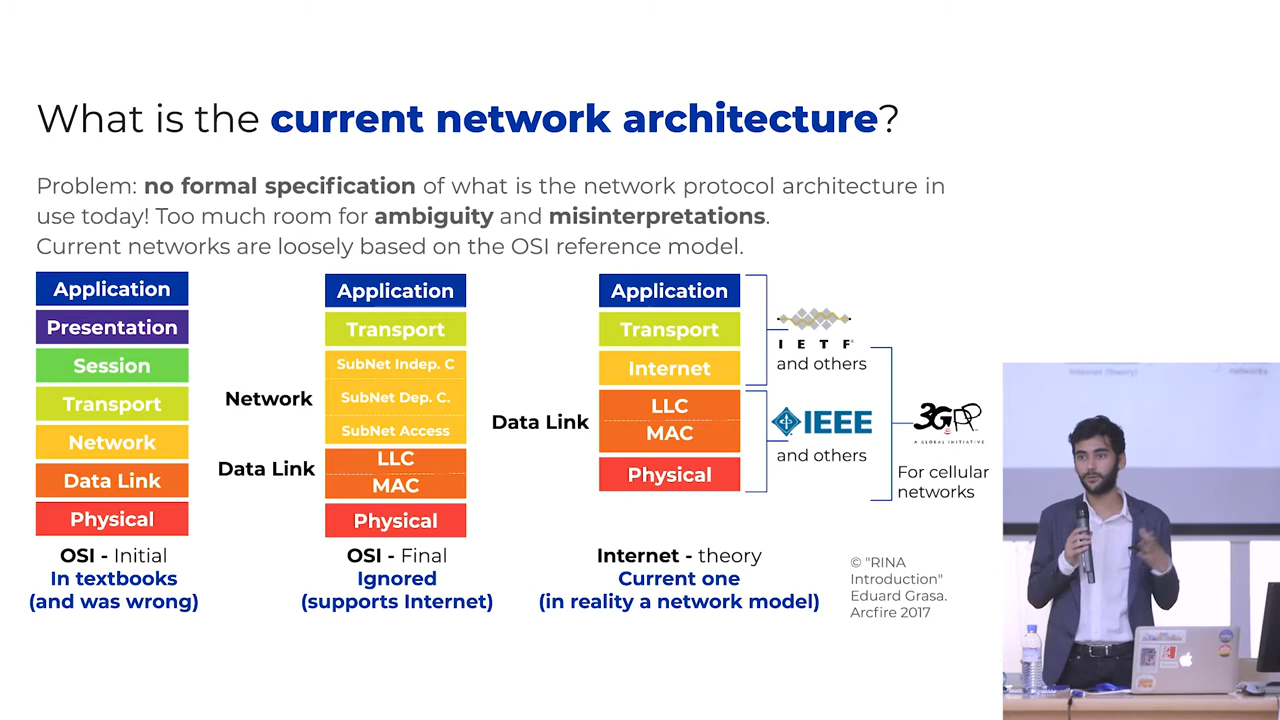 What is the current network architecture?
Problem: no formal specification of what is the network protocol architecture in
use today! Too much room for ambiguity and misinterpretations.
Current networks are loosely based on the OSI reference model.
Application
Presentation
Session
Transport
Network
Data Link
Physical
OSI - Initial
In textbooks
(and was wrong)
Network
Data Link
Application
Transport
SubNet Indep. C
SubNet Dep. C.
SubNet Access
LLC
MAC
Physical
OSI - Final
Ignored
(supports Internet)
Data Link
Application
Transport
Internet
LLC
MAC
Physical
Internet - theory
Current one
(in reality a network model)
I E T F
and others
IEEE
and others
3GPP
A GLOBAL INITIATIVE
For cellular
networks
© "RINA
Introduction"
Eduard Grasa.
Arcfire 2017
Internet (theory)
networks